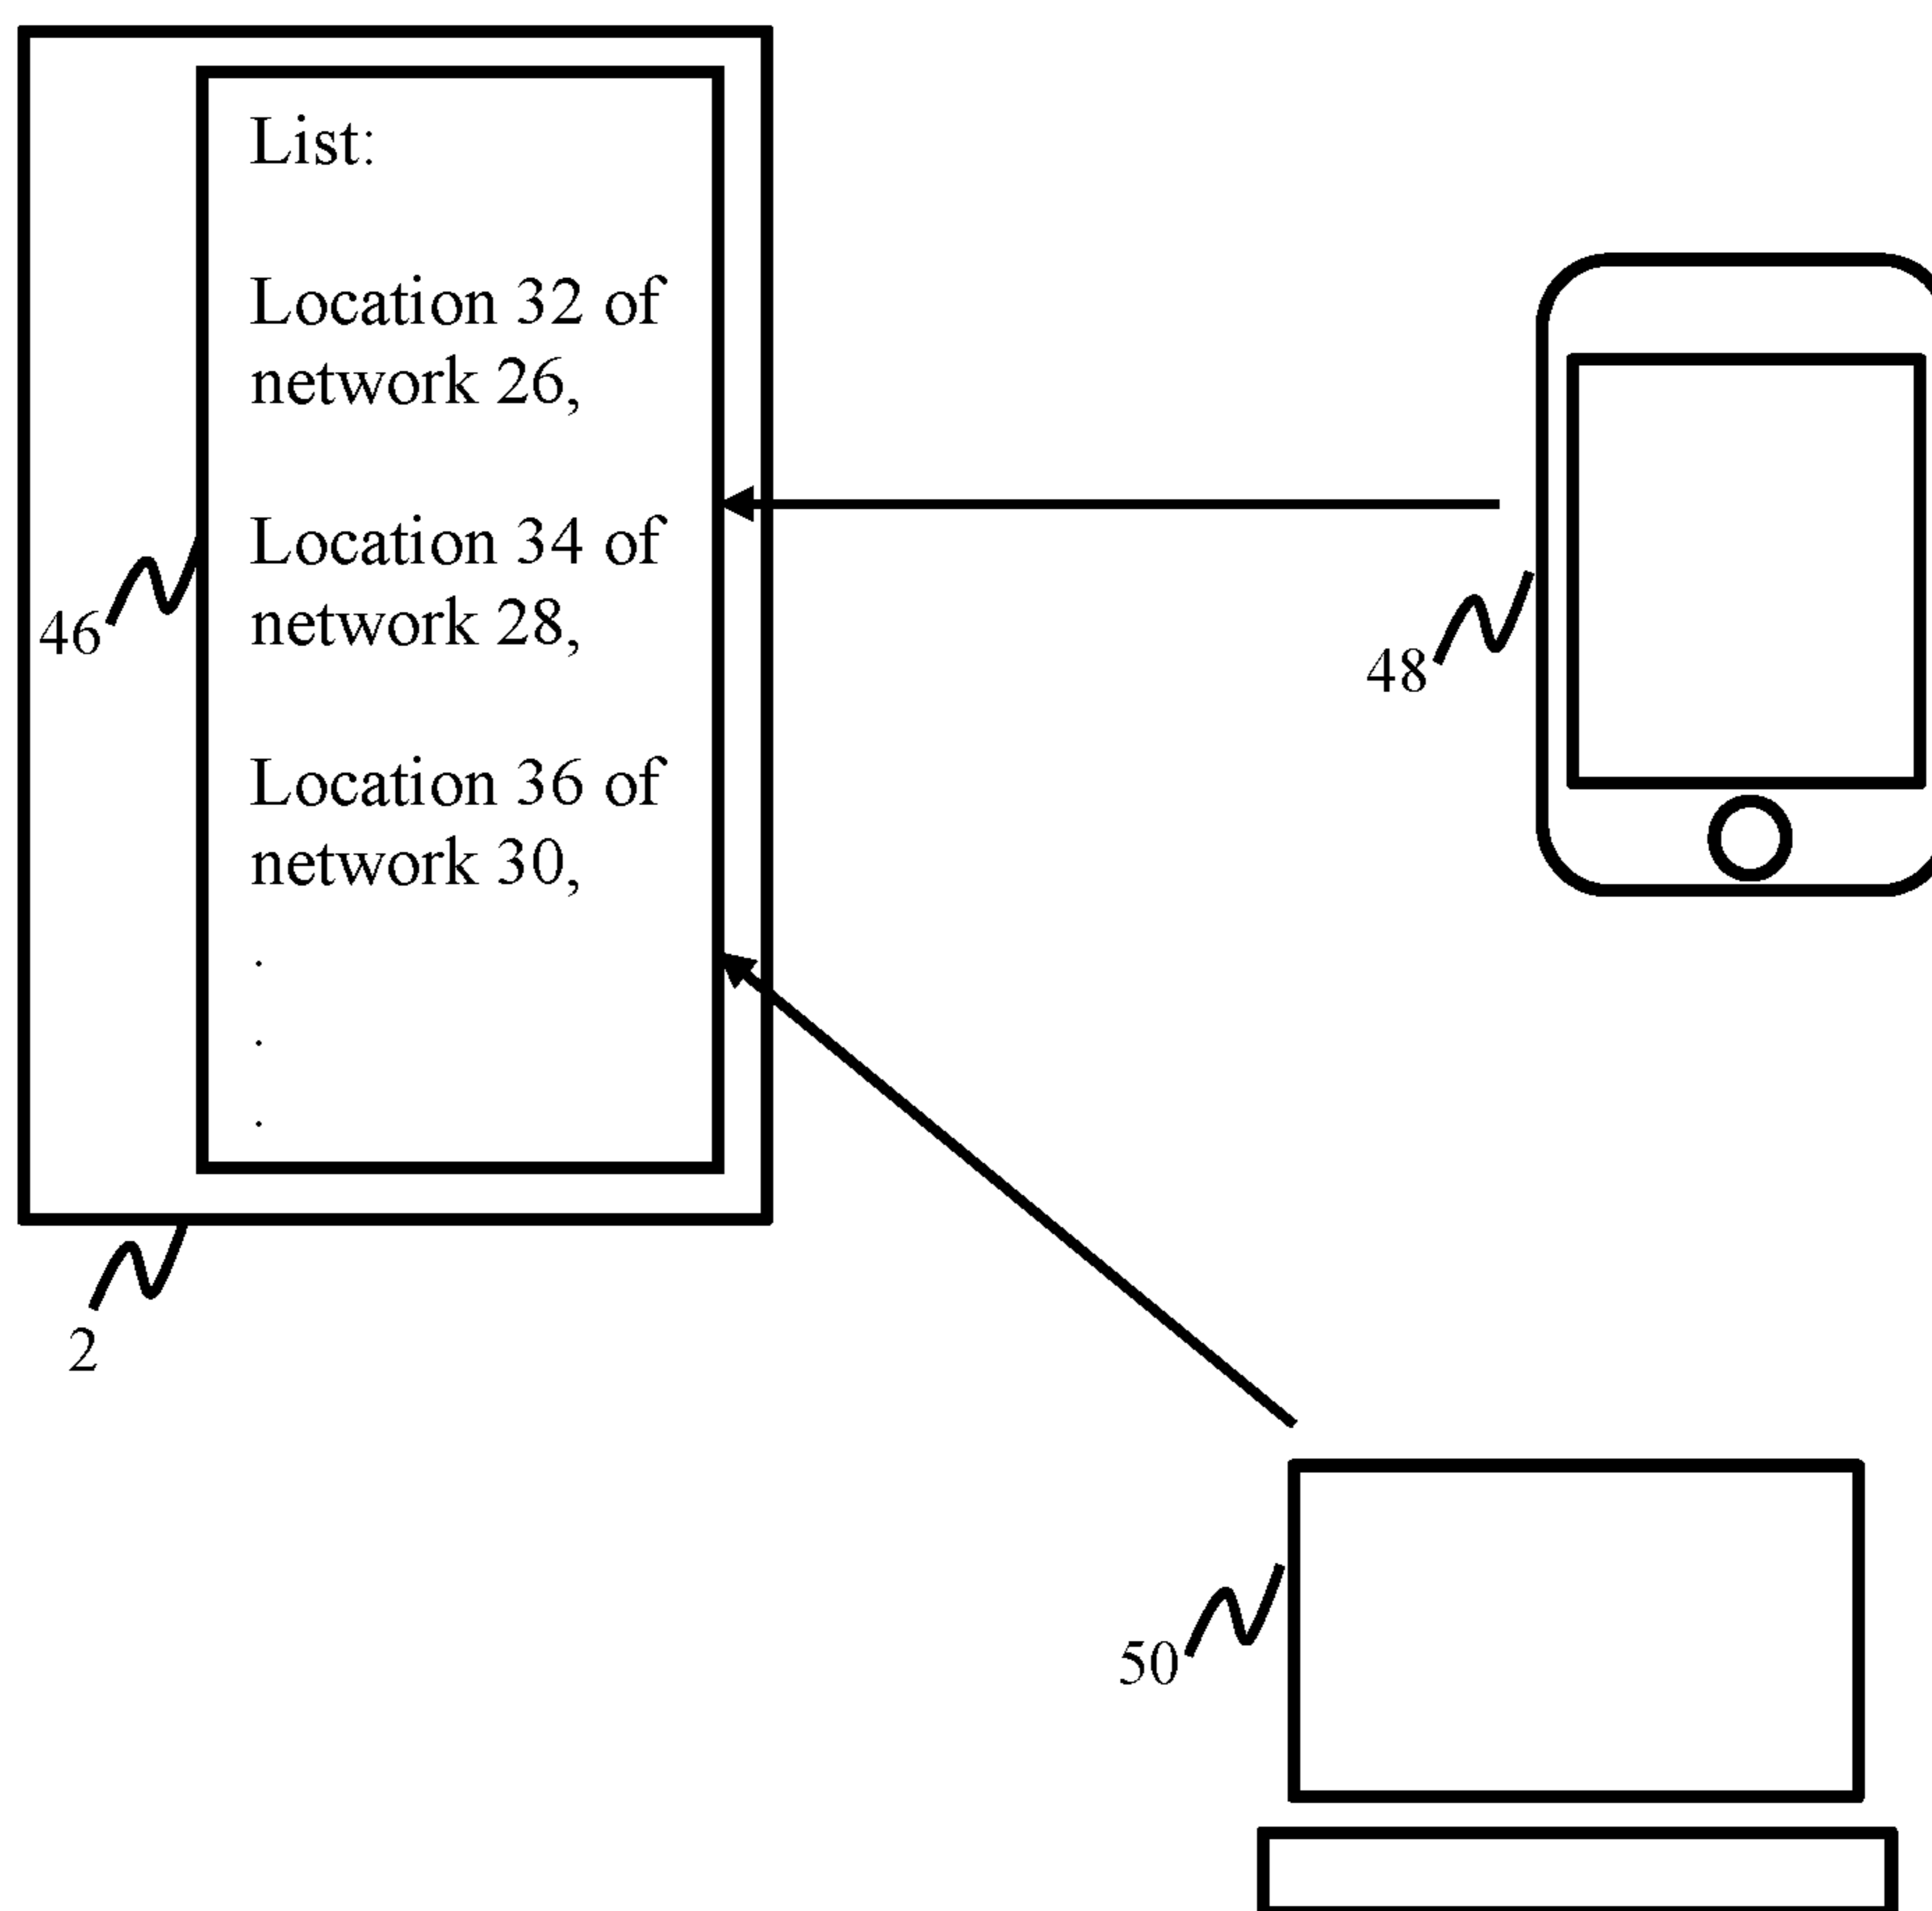 List:
Location 32 of
network 26,
Location 34 of
network 28,
Location 36 of
network 30,
.
.
.
46
48
2
50